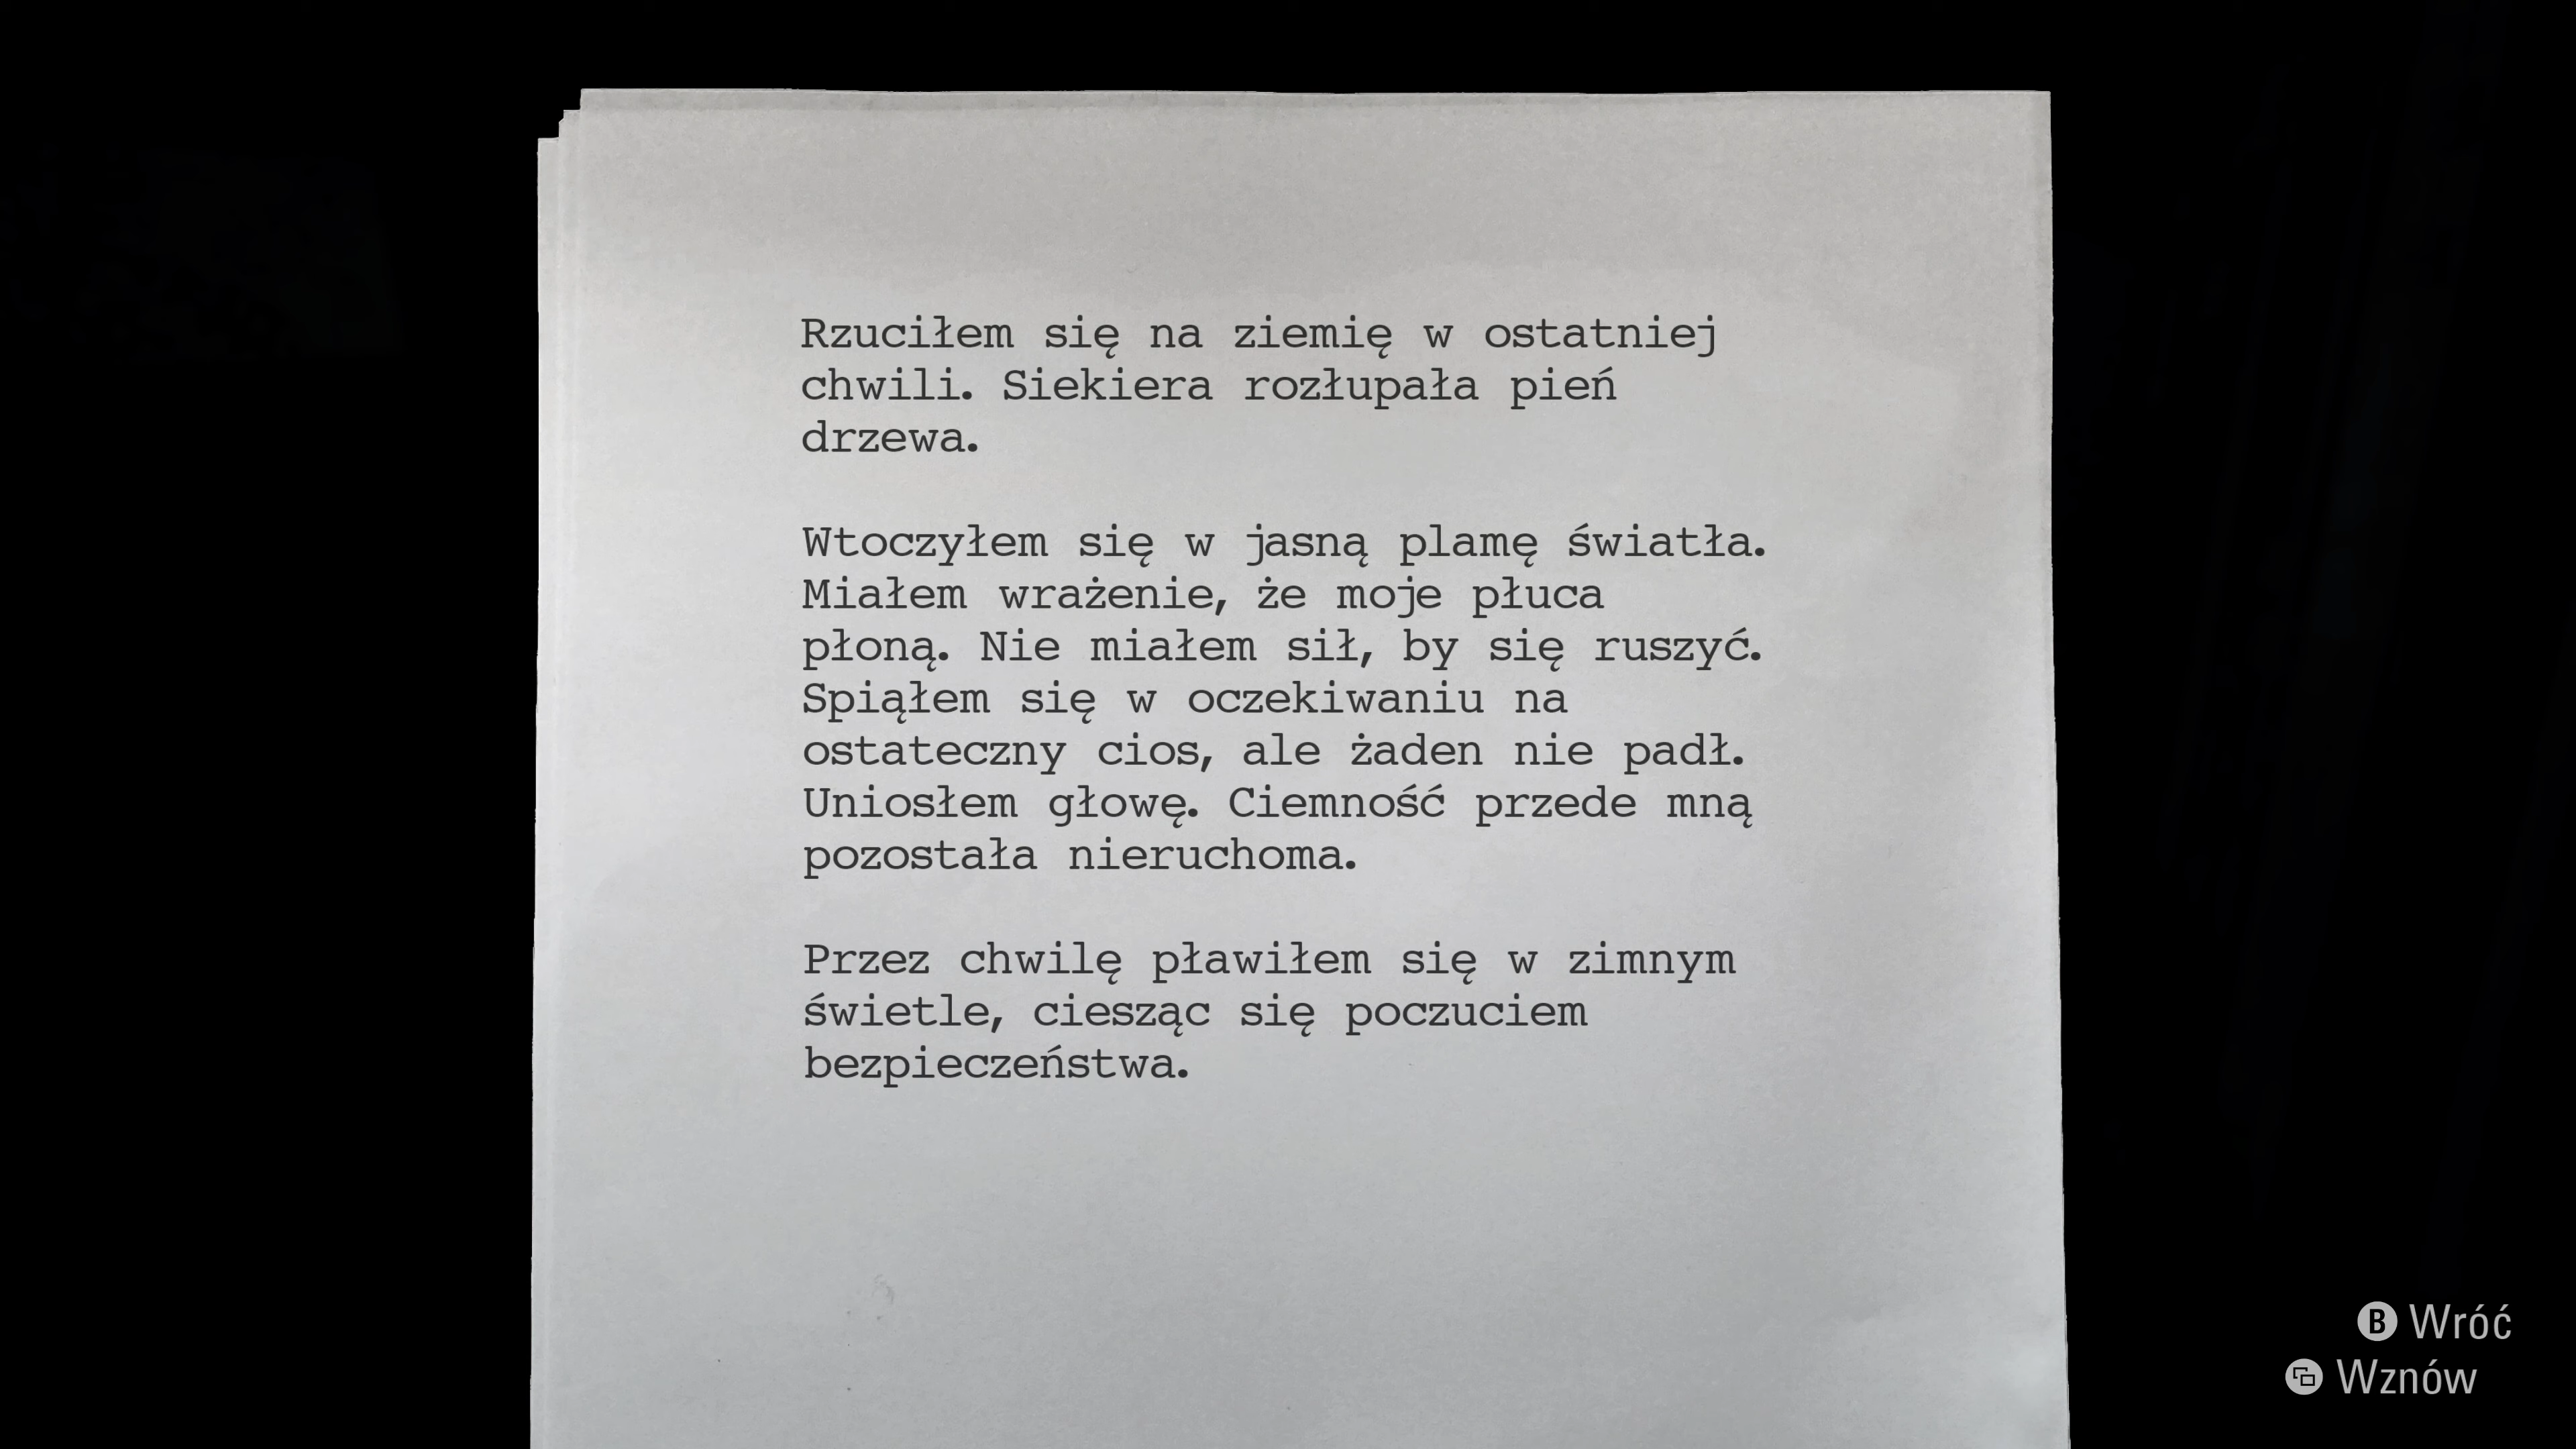 Rzuciłem się na ziemię w ostatniej
chwili. Siekiera rozłupała pień
drzewa.
Wtoczyłem się w jasną plamę światła.
Miałem wrażenie, że moje płuca
płoną. Nie miałem sił, by się ruszyć.
Spiąłem się w oczekiwaniu na
ostateczny cios, ale żaden nie padł.
Uniosłem głowę. Ciemność przede mną
pozostała nieruchoma.
Przez chwilę pławiłem się w zimnym
świetle, ciesząc się poczuciem
bezpieczeństwa.
B Wróć
Wznów